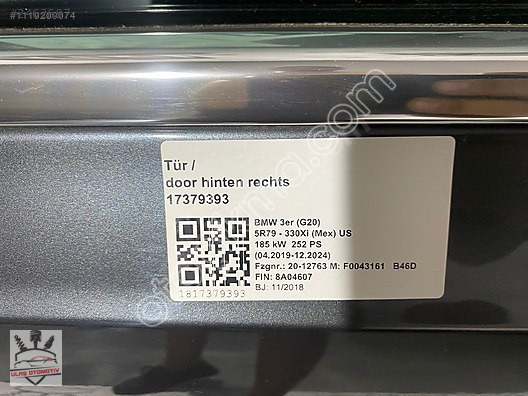 #1119209074
Tür /
door hinten rechts
17379393
BMW 3er (G20)
5R79 - 330Xi (Mex) US
185 kW 252 PS
(04.2019-12.2024)
Fzgnr.: 20-12763 M: F0043161 B46D
FIN: 8A04607
BJ: 11/2018
1817379393
ULAŞ OTOMOTİV